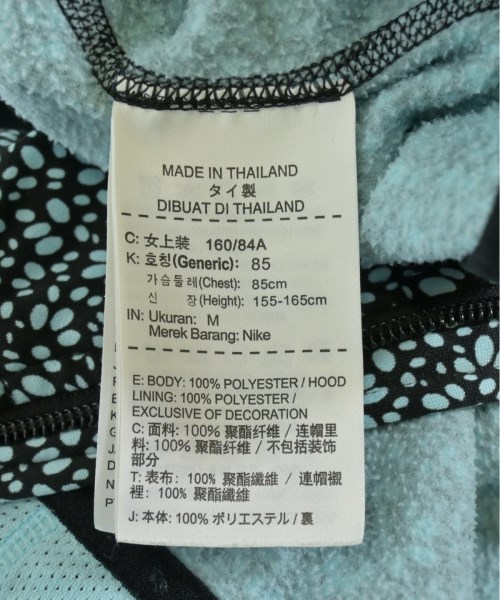 MADE IN THAILAND
タイ製
DIBUAT DI THAILAND
C: 女上装 160/84A
K: 호칭(Generic): 85
가슴둘레(Chest): 85cm
신 장(Height): 155-165cm
IN: Ukuran: M
Merek Barang: Nike
E: BODY: 100% POLYESTER / HOOD
LINING: 100% POLYESTER /
EXCLUSIVE OF DECORATION
C: 面料: 100% 聚酯纤维 / 连帽里
料: 100% 聚酯纤维 / 不包括装饰
部分
T: 表布: 100% 聚酯纖維 / 連帽襯
裡: 100% 聚酯纖維
J: 本体: 100% ポリエステル / 裏